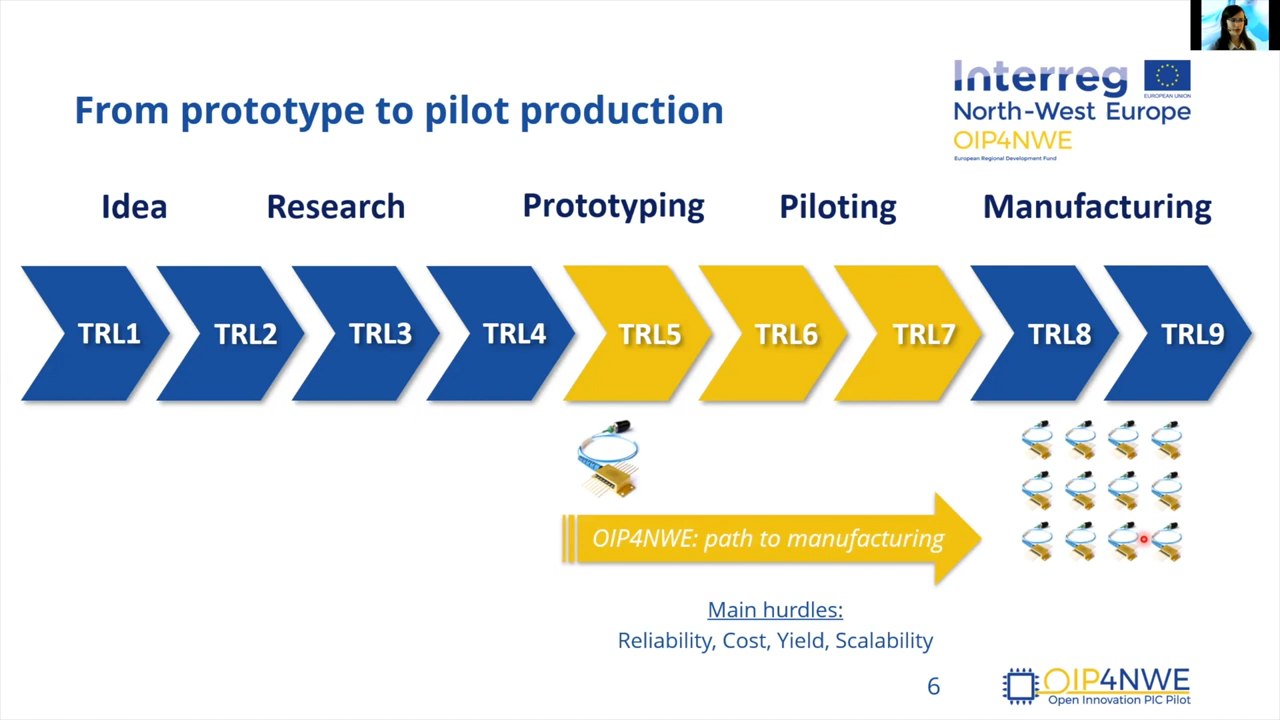 Interreg
EUROPEAN UNION
North-West Europe
OIP4NWE
European Regional Development Fund
From prototype to pilot production
Idea Research Prototyping Piloting Manufacturing
TRL1 TRL2 TRL3 TRL4 TRL5 TRL6 TRL7 TRL8 TRL9
OIP4NWE: path to manufacturing
Main hurdles:
Reliability, Cost, Yield, Scalability
6
OIP4NWE
Open Innovation PIC Pilot